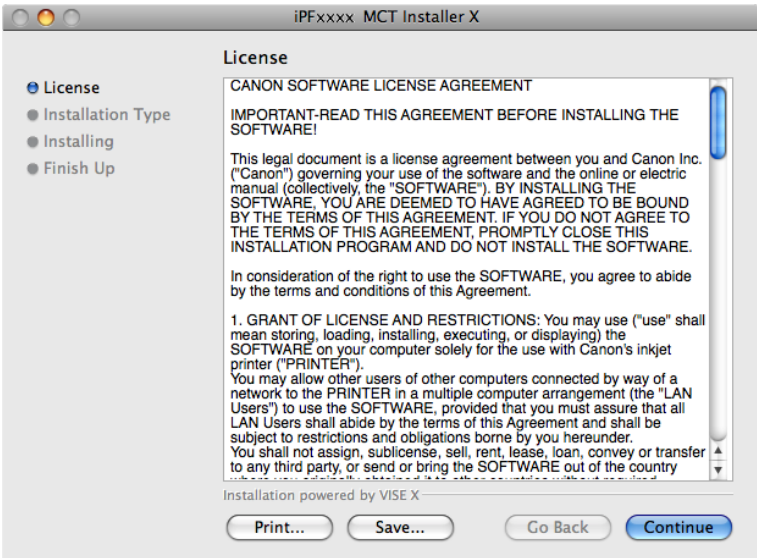 iPFxxxx MCT Installer X
License
License
Installation Type
Installing
Finish Up
CANON SOFTWARE LICENSE AGREEMENT
IMPORTANT-READ THIS AGREEMENT BEFORE INSTALLING THE
SOFTWARE!
This legal document is a license agreement between you and Canon Inc.
("Canon") governing your use of the software and the online or electric
manual (collectively, the "SOFTWARE"). BY INSTALLING THE
SOFTWARE, YOU ARE DEEMED TO HAVE AGREED TO BE BOUND
BY THE TERMS OF THIS AGREEMENT. IF YOU DO NOT AGREE TO
THE TERMS OF THIS AGREEMENT, PROMPTLY CLOSE THIS
INSTALLATION PROGRAM AND DO NOT INSTALL THE SOFTWARE.
In consideration of the right to use the SOFTWARE, you agree to abide
by the terms and conditions of this Agreement.
1. GRANT OF LICENSE AND RESTRICTIONS: You may use ("use" shall
mean storing, loading, installing, executing, or displaying) the
SOFTWARE on your computer solely for the use with Canon's inkjet
printer ("PRINTER").
You may allow other users of other computers connected by way of a
network to the PRINTER in a multiple computer arrangement (the "LAN
Users") to use the SOFTWARE, provided that you must assure that all
LAN Users shall abide by the terms of this Agreement and shall be
subject to restrictions and obligations borne by you hereunder.
You shall not assign, sublicense, sell, rent, lease, loan, convey or transfer
to any third party, or send or bring the SOFTWARE out of the country
Installation powered by VISE X
Print...
Save...
Go Back
Continue